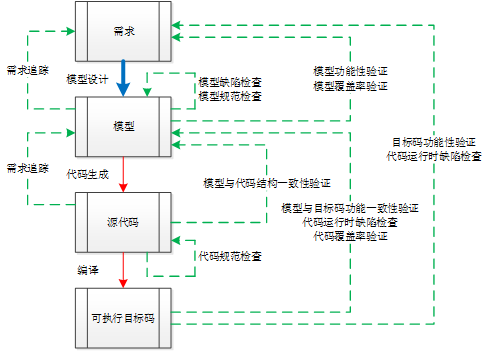 需求
需求追踪
模型设计
模型缺陷检查
模型规范检查
模型功能性验证
模型覆盖率验证
模型
目标码功能性验证
代码运行时缺陷检查
需求追踪
代码生成
模型与代码结构一致性验证
模型与目标码功能一致性验证
代码运行时缺陷检查
代码覆盖率验证
源代码
代码规范检查
编译
可执行目标码